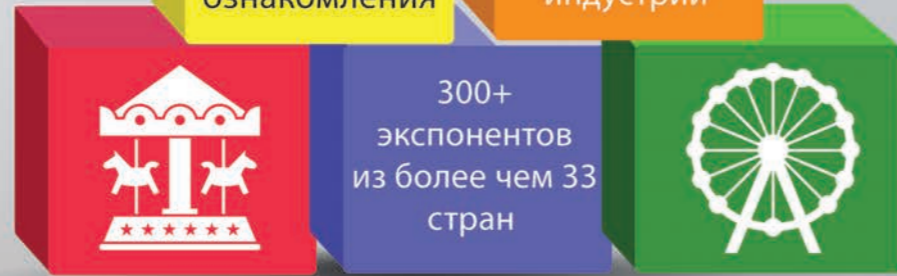 ознакомления
индустрии
300+
экспонентов
из более чем 33
стран